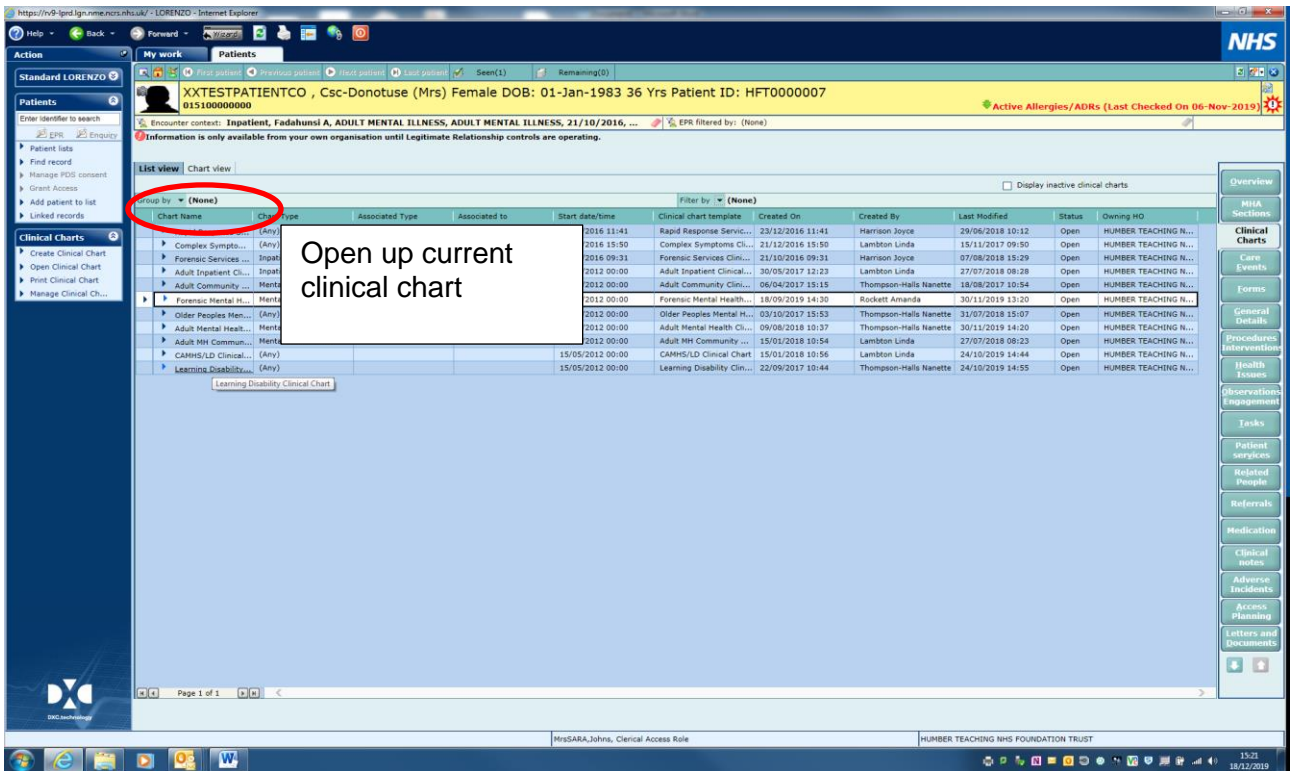 https://nv9-lprd.lgn.nme.ncrs.nhs.uk/ - LORENZO - Internet Explorer
Help Back Forward Wizard
NHS
Action
My work Patients
First patient Previous patient Next patient Last patient Seen(1) Remaining(0)
Standard LORENZO
XXTESTPATIENTCO , Csc-Donotuse (Mrs) Female DOB: 01-Jan-1983 36 Yrs Patient ID: HFT0000007
015100000000
Active Allergies/ADRs (Last Checked On 06-Nov-2019)
Encounter context: Inpatient, Fadahunsi A, ADULT MENTAL ILLNESS, ADULT MENTAL ILLNESS, 21/10/2016, ... EPR filtered by: (None)
Information is only available from your own organisation until Legitimate Relationship controls are operating.
Patients
Enter Identifier to search
EPR Enquiry
Patient lists
Find record
Manage PDS consent
Grant Access
Add patient to list
Linked records
Clinical Charts
Create Clinical Chart
Open Clinical Chart
Print Clinical Chart
Manage Clinical Ch...
List view Chart view
Display inactive clinical charts
Group by (None) Filter by (None)
Chart Name Chart Type Associated Type Associated to Start date/time Clinical chart template Created On Created By Last Modified Status Owning HO
(Any) 2016 11:41 Rapid Response Servic... 23/12/2016 11:41 Harrison Joyce 29/06/2018 10:12 Open HUMBER TEACHING N...
Complex Sympto... (Any) 2016 15:50 Complex Symptoms Cli... 21/12/2016 15:50 Lambton Linda 15/11/2017 09:50 Open HUMBER TEACHING N...
Forensic Services ... Inpati 2016 09:31 Forensic Services Clini... 21/10/2016 09:31 Harrison Joyce 07/08/2018 15:29 Open HUMBER TEACHING N...
Adult Inpatient Cli... Inpati 2012 00:00 Adult Inpatient Clinical... 30/05/2017 12:23 Lambton Linda 27/07/2018 08:28 Open HUMBER TEACHING N...
Adult Community ... Menta 2012 00:00 Adult Community Clini... 06/04/2017 15:15 Thompson-Halls Nanette 18/08/2017 10:54 Open HUMBER TEACHING N...
Forensic Mental H... Menta 2012 00:00 Forensic Mental Health... 18/09/2019 14:30 Rockett Amanda 30/11/2019 13:20 Open HUMBER TEACHING N...
Older Peoples Men... (Any) 2012 00:00 Older Peoples Mental H... 03/10/2017 15:53 Thompson-Halls Nanette 31/07/2018 15:07 Open HUMBER TEACHING N...
Adult Mental Healt... Menta 2012 00:00 Adult Mental Health Cli... 09/08/2018 10:37 Thompson-Halls Nanette 30/11/2019 14:20 Open HUMBER TEACHING N...
Adult MH Commun... Menta 2012 00:00 Adult MH Community ... 15/01/2018 10:54 Lambton Linda 27/07/2018 08:23 Open HUMBER TEACHING N...
CAMHS/LD Clinical... (Any) 15/05/2012 00:00 CAMHS/LD Clinical Chart 15/01/2018 10:56 Lambton Linda 24/10/2019 14:44 Open HUMBER TEACHING N...
Learning Disability... (Any) 15/05/2012 00:00 Learning Disability Clin... 22/09/2017 10:44 Thompson-Halls Nanette 24/10/2019 14:55 Open HUMBER TEACHING N...
Learning Disability Clinical Chart
Open up current
clinical chart
Overview
MHA
Sections
Clinical
Charts
Care
Events
Forms
General
Details
Procedures
Interventions
Health
Issues
Observations
Engagement
Tasks
Patient
services
Related
People
Referrals
Medication
Clinical
notes
Adverse
Incidents
Access
Planning
Letters and
Documents
Page 1 of 1
DXC.technology
MrsSARA,Johns, Clerical Access Role HUMBER TEACHING NHS FOUNDATION TRUST
15:21
18/12/2019